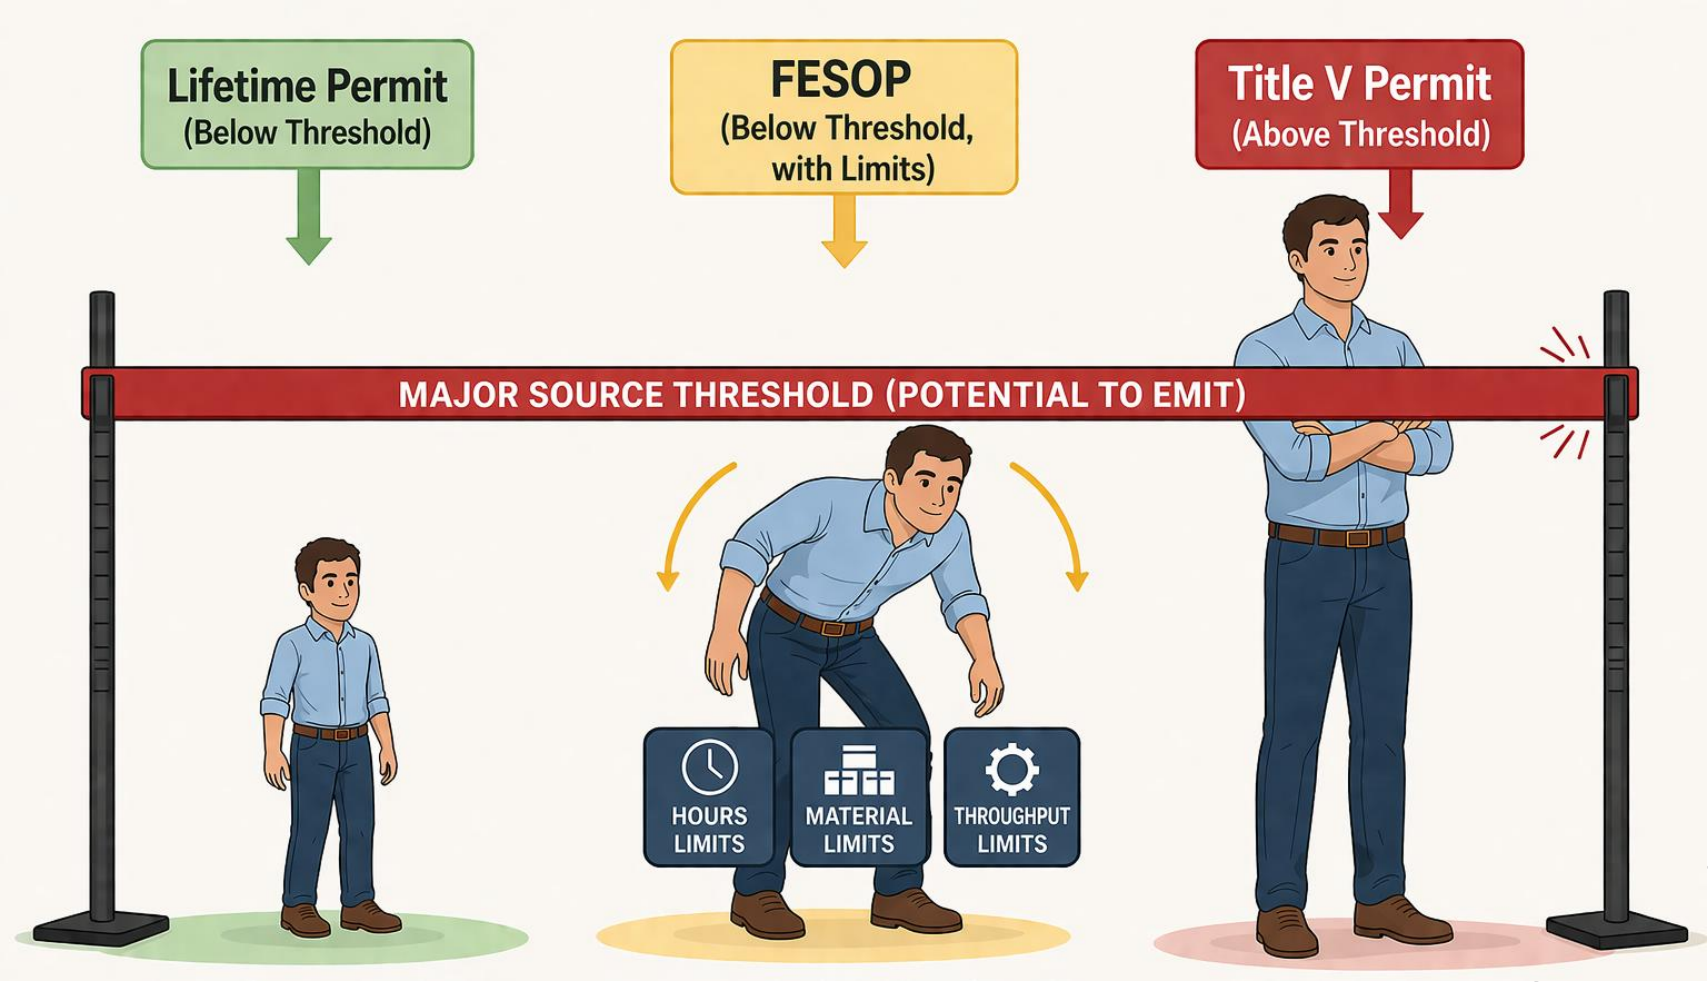 Lifetime Permit
(Below Threshold)
FESOP
(Below Threshold,
with Limits)
Title V Permit
(Above Threshold)
MAJOR SOURCE THRESHOLD (POTENTIAL TO EMIT)
HOURS
LIMITS
MATERIAL
LIMITS
THROUGHPUT
LIMITS